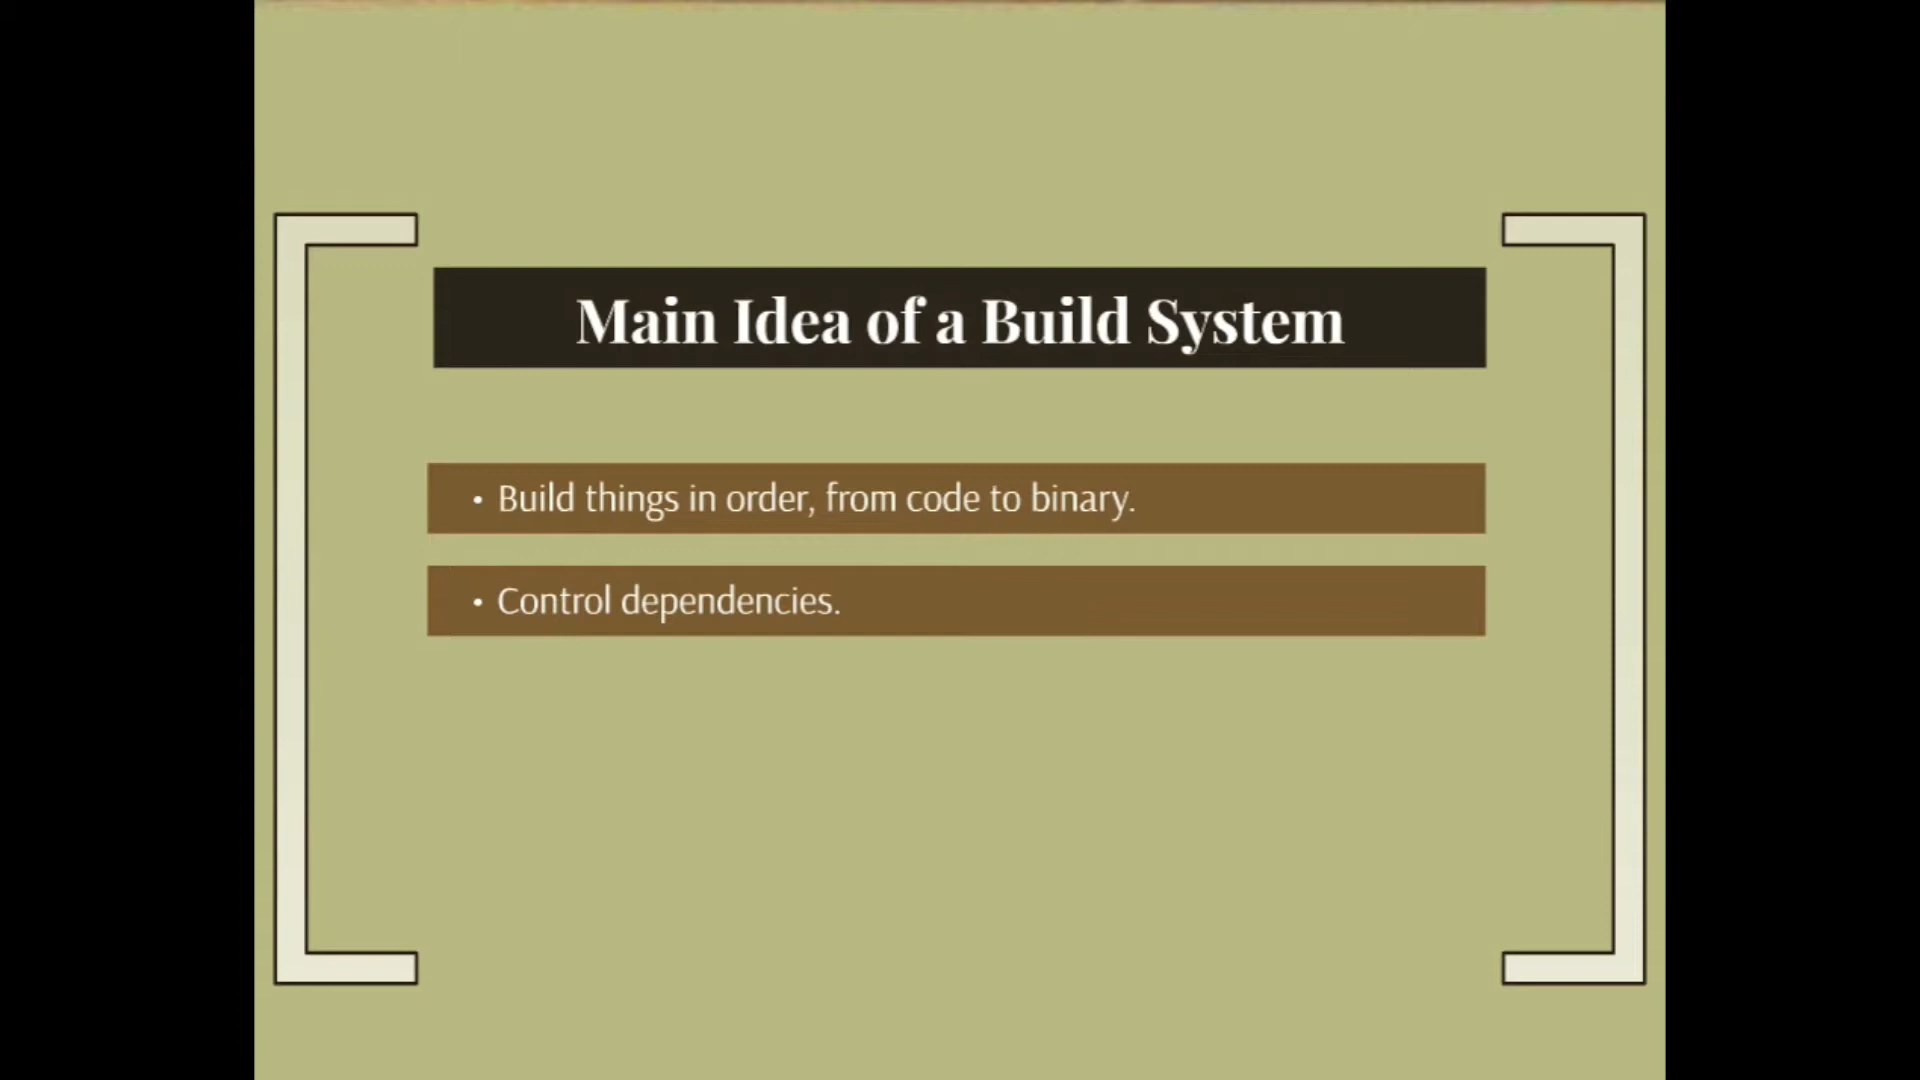 Main Idea of a Build System
• Build things in order, from code to binary.
• Control dependencies.